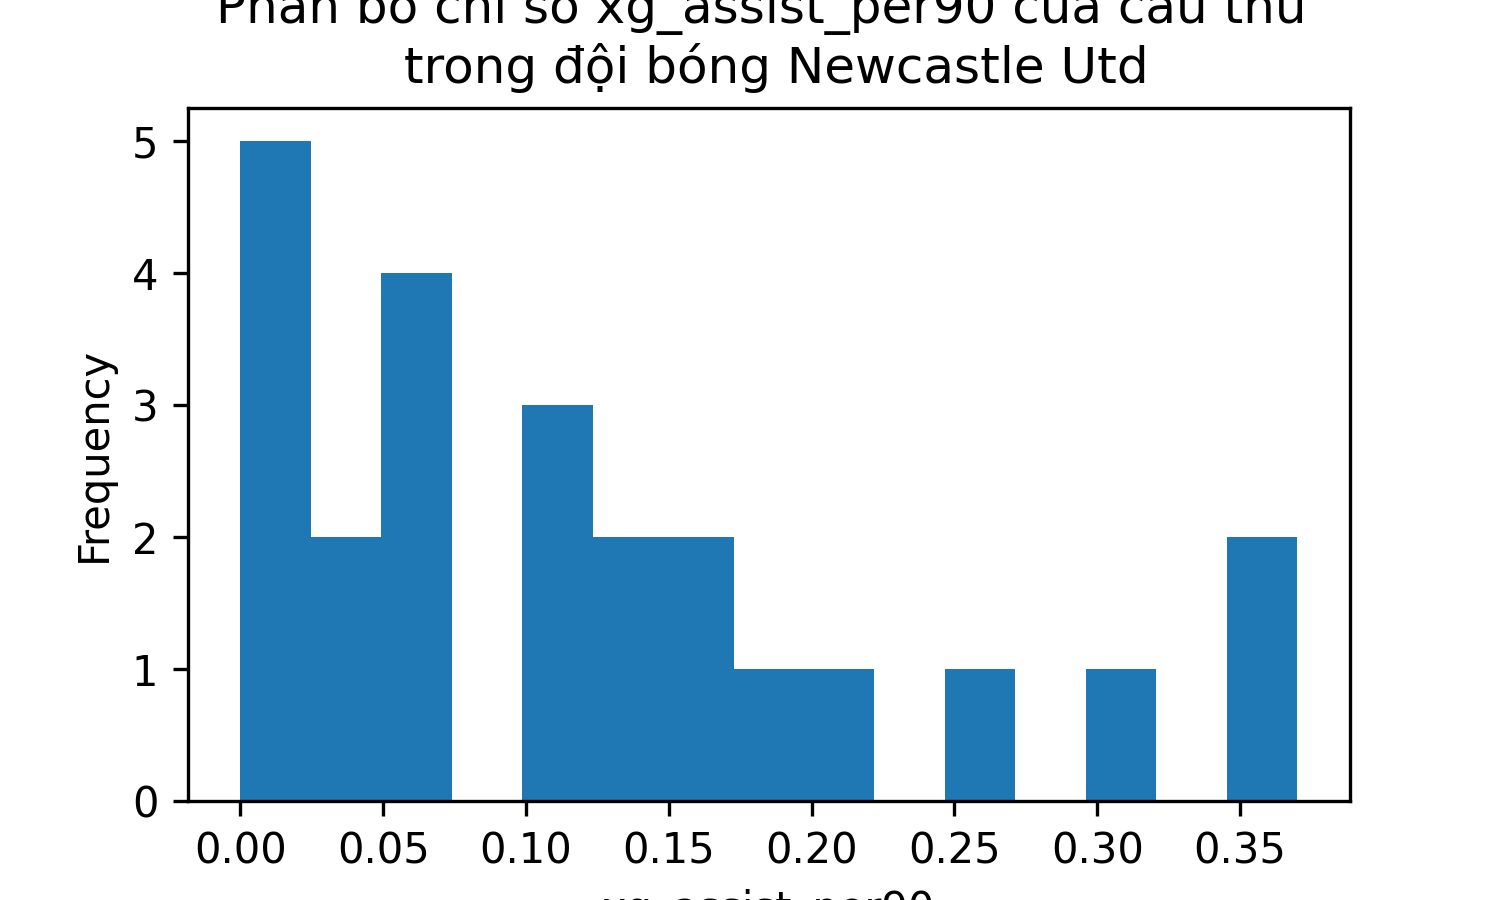 Phân bố chỉ số xg_assist_per90 của cầu thủ
trong đội bóng Newcastle Utd
5
4
3
2
1
0
Frequency
0.00 0.05 0.10 0.15 0.20 0.25 0.30 0.35
xg_assist_per90